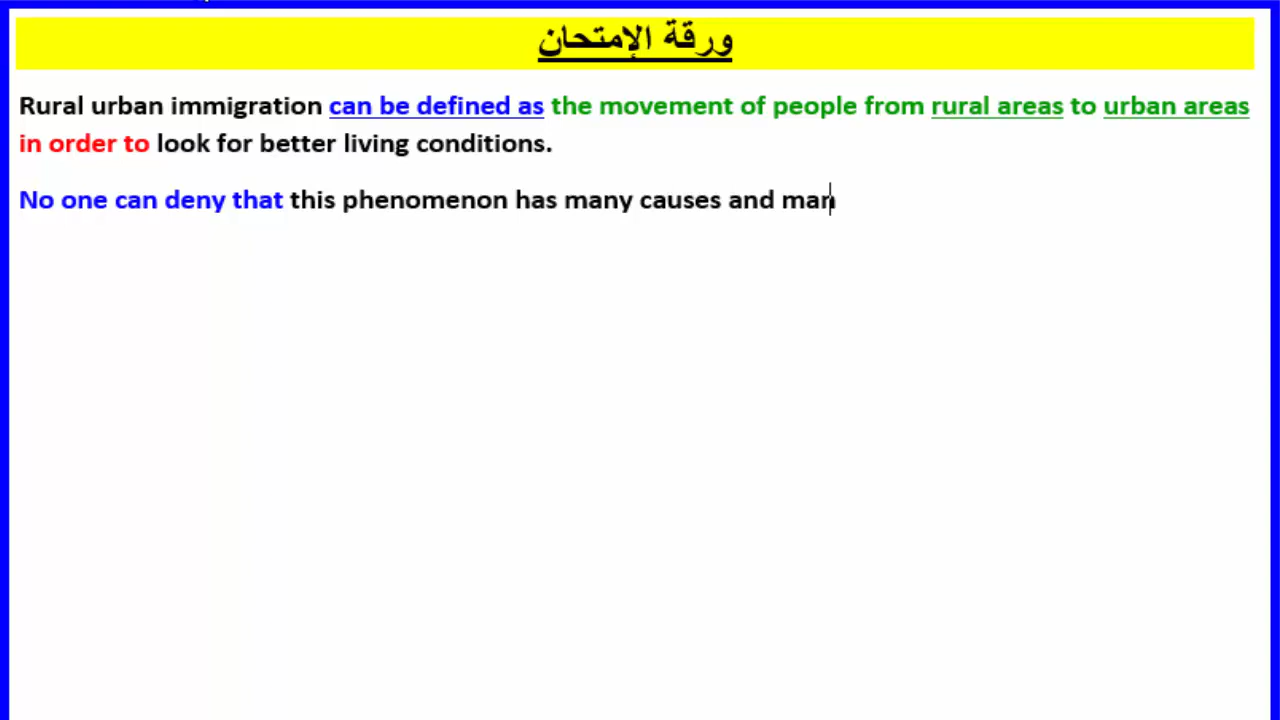 ورقة الإمتحان
Rural urban immigration can be defined as the movement of people from rural areas to urban areas
in order to look for better living conditions.
No one can deny that this phenomenon has many causes and man